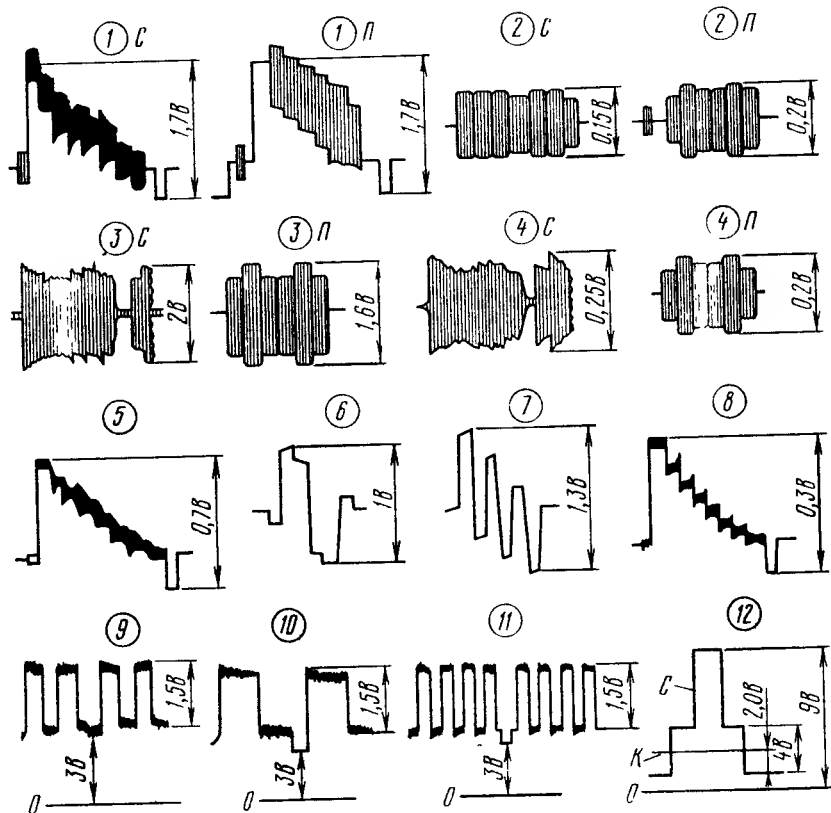 1 С
1 П
2 С
2 П
1,7В
1,7В
0,15В
0,2В
3 С
3 П
4 С
4 П
2В
1,6В
0,25В
0,2В
5
6
7
8
0,7В
1В
1,3В
0,3В
9
10
11
12
1,5В
3В
0
1,5В
3В
0
1,5В
3В
0
С
К
2,0В
4В
9В
0